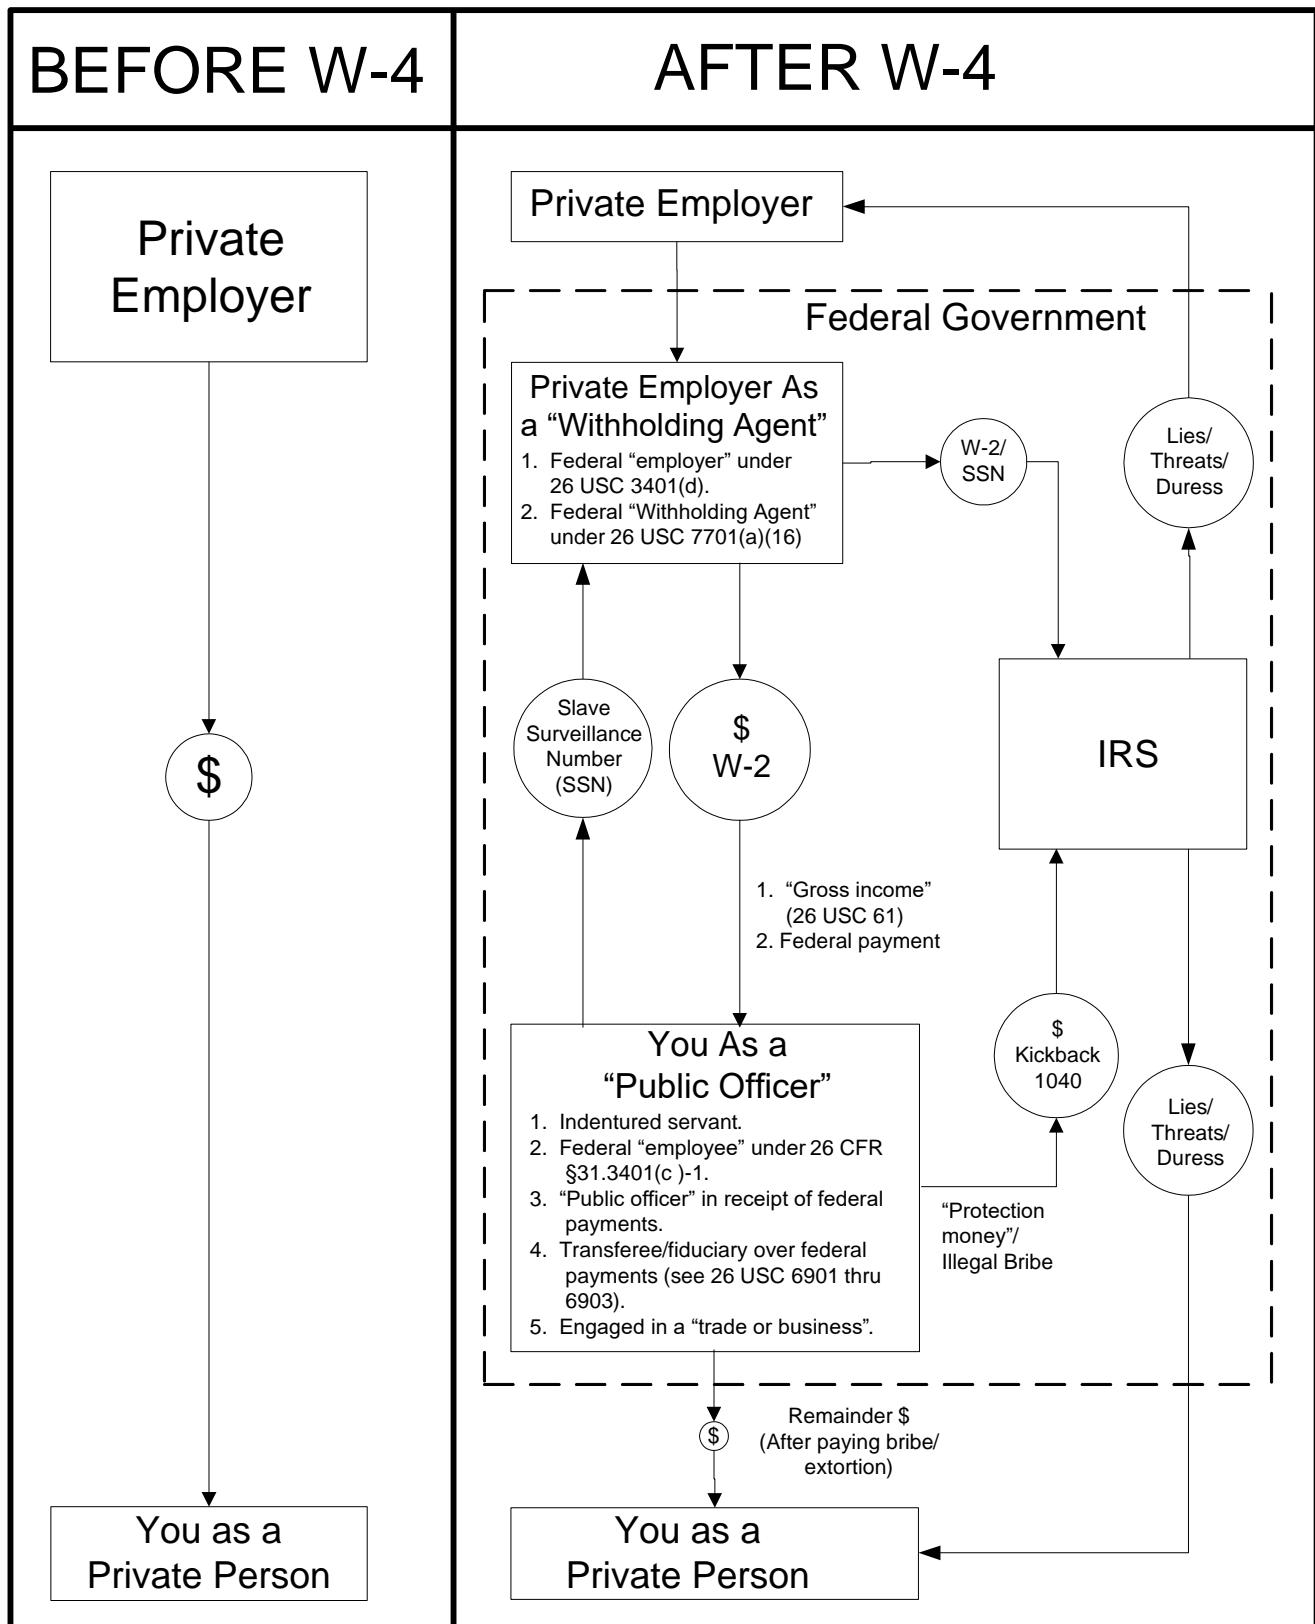 BEFORE W-4
AFTER W-4
Private
Employer
$
You as a
Private Person
Private Employer
Federal Government
Private Employer As
a “Withholding Agent”
1. Federal “employer” under
26 USC 3401(d).
2. Federal “Withholding Agent”
under 26 USC 7701(a)(16)
W-2/
SSN
Lies/
Threats/
Duress
Slave
Surveillance
Number
(SSN)
$
W-2
IRS
1. “Gross income”
(26 USC 61)
2. Federal payment
You As a
“Public Officer”
1. Indentured servant.
2. Federal “employee” under 26 CFR
§31.3401(c )-1.
3. “Public officer” in receipt of federal
payments.
4. Transferee/fiduciary over federal
payments (see 26 USC 6901 thru
6903).
5. Engaged in a “trade or business”.
$
Kickback
1040
Lies/
Threats/
Duress
“Protection
money”/
Illegal Bribe
$
Remainder $
(After paying bribe/
extortion)
You as a
Private Person